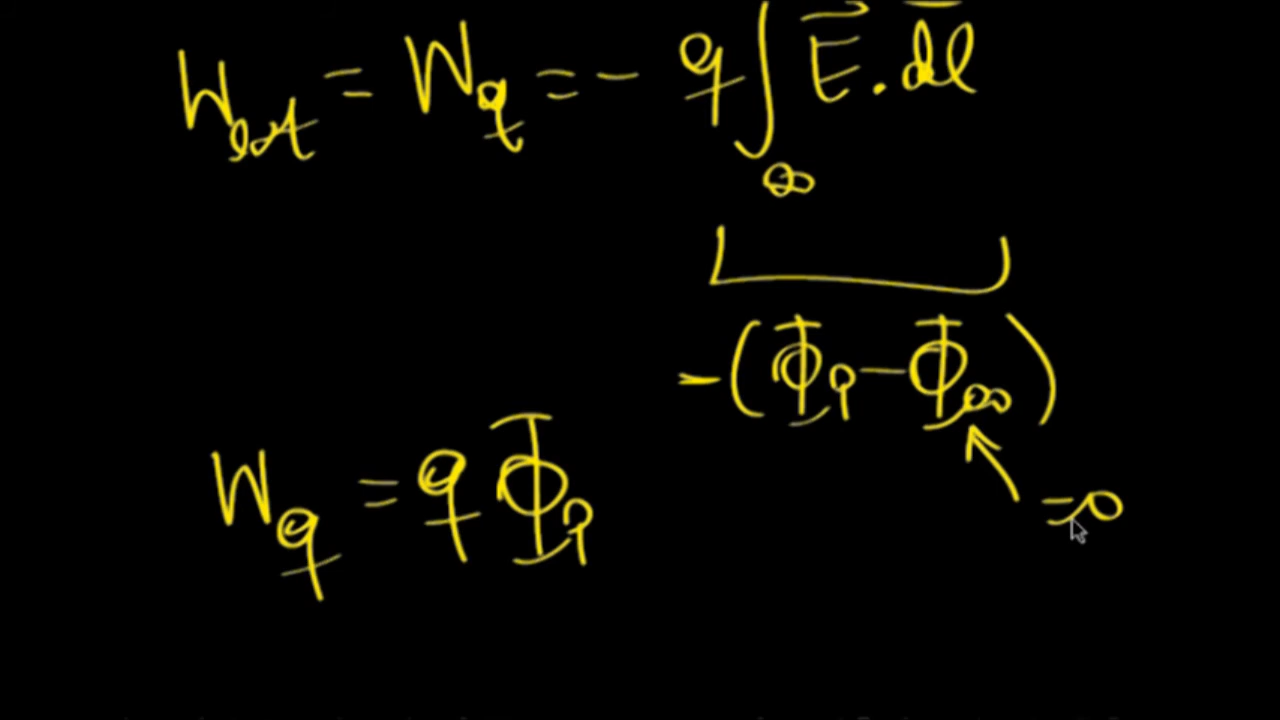 W_ext = W_q = - q ∫_∞ E⃗ . dl⃗
- ( Φ_P - Φ_∞ )
= 0
W_q = q Φ_P